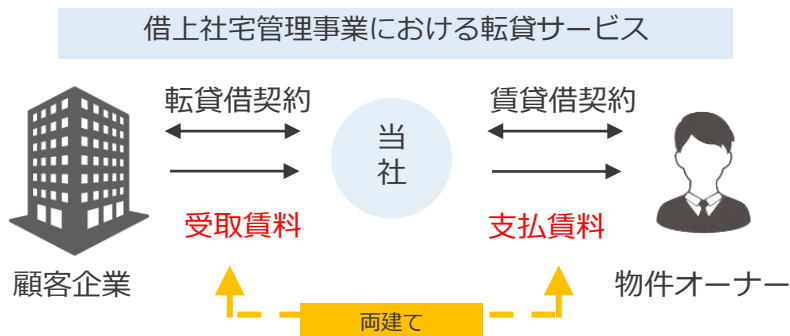 借上社宅管理事業における転貸サービス
転貸借契約
賃貸借契約
当
社
受取賃料
支払賃料
顧客企業
物件オーナー
両建て